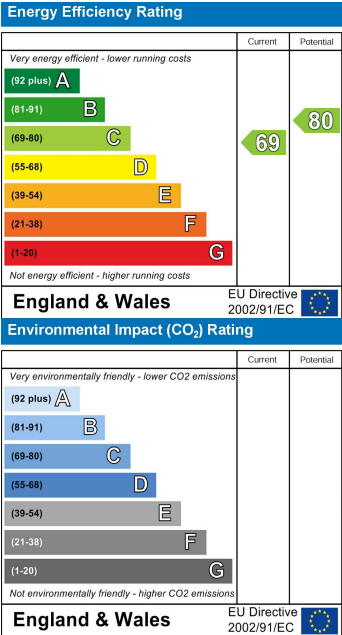 Energy Efficiency Rating
Current Potential
Very energy efficient - lower running costs
(92 plus) A
(81-91) B
(69-80) C
(55-68) D
(39-54) E
(21-38) F
(1-20) G
69
80
Not energy efficient - higher running costs
England & Wales
EU Directive
2002/91/EC
Environmental Impact (CO₂) Rating
Current Potential
Very environmentally friendly - lower CO2 emissions
(92 plus) A
(81-91) B
(69-80) C
(55-68) D
(39-54) E
(21-38) F
(1-20) G
Not environmentally friendly - higher CO2 emissions
England & Wales
EU Directive
2002/91/EC